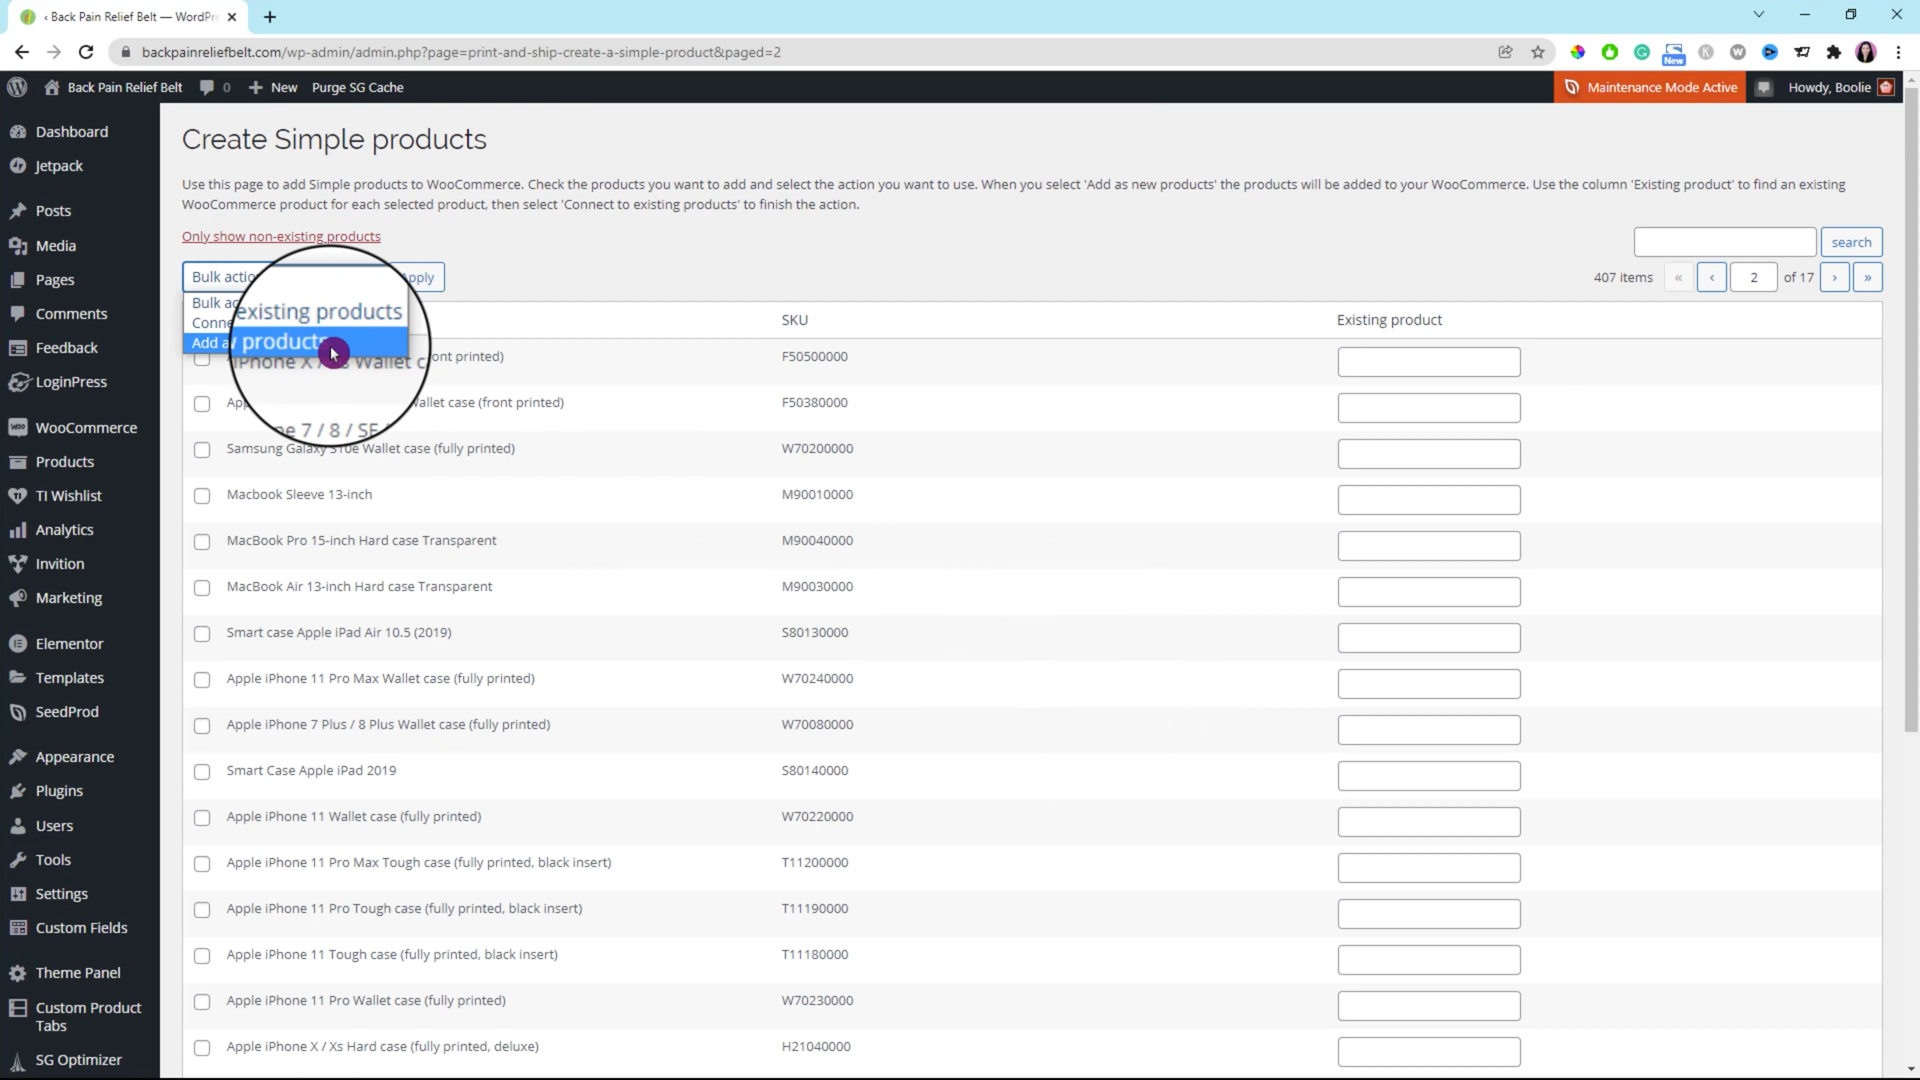 ‹ Back Pain Relief Belt — WordPr
backpainreliefbelt.com/wp-admin/admin.php?page=print-and-ship-create-a-simple-product&paged=2
New
Back Pain Relief Belt
0
New
Purge SG Cache
Maintenance Mode Active
Howdy, Boolie
Dashboard
Jetpack
Posts
Media
Pages
Comments
Feedback
LoginPress
WooCommerce
Products
TI Wishlist
Analytics
Invition
Marketing
Elementor
Templates
SeedProd
Appearance
Plugins
Users
Tools
Settings
Custom Fields
Theme Panel
Custom Product
Tabs
SG Optimizer
Create Simple products
Use this page to add Simple products to WooCommerce. Check the products you want to add and select the action you want to use. When you select 'Add as new products' the products will be added to your WooCommerce. Use the column 'Existing product' to find an existing
WooCommerce product for each selected product, then select 'Connect to existing products' to finish the action.
Only show non-existing products
search
Bulk actio
pply
407 items « ‹ 2 of 17 › »
Bulk ac
Conne existing products
Add a products
SKU
Existing product
iPhone X / Wallet c ont printed) F50500000
App allet case (front printed) F50380000
ne 7 / 8 / SE
Samsung Galaxy S10e Wallet case (fully printed) W70200000
Macbook Sleeve 13-inch M90010000
MacBook Pro 15-inch Hard case Transparent M90040000
MacBook Air 13-inch Hard case Transparent M90030000
Smart case Apple iPad Air 10.5 (2019) S80130000
Apple iPhone 11 Pro Max Wallet case (fully printed) W70240000
Apple iPhone 7 Plus / 8 Plus Wallet case (fully printed) W70080000
Smart Case Apple iPad 2019 S80140000
Apple iPhone 11 Wallet case (fully printed) W70220000
Apple iPhone 11 Pro Max Tough case (fully printed, black insert) T11200000
Apple iPhone 11 Pro Tough case (fully printed, black insert) T11190000
Apple iPhone 11 Tough case (fully printed, black insert) T11180000
Apple iPhone 11 Pro Wallet case (fully printed) W70230000
Apple iPhone X / Xs Hard case (fully printed, deluxe) H21040000